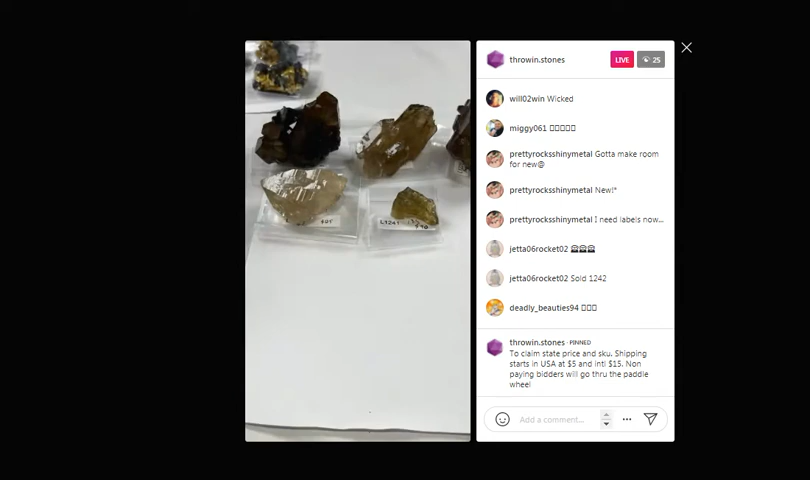 throwin.stones
LIVE
25
will02win Wicked
miggy061
prettyrocksshinymetal Gotta make room
for new@
prettyrocksshinymetal New!*
prettyrocksshinymetal I need labels now...
jetta06rocket02
jetta06rocket02 Sold 1242
deadly_beauties94
throwin.stones · PINNED
To claim state price and sku. Shipping
starts in USA at $5 and intl $15. Non
paying bidders will go thru the paddle
wheel
Add a comment...
L1241